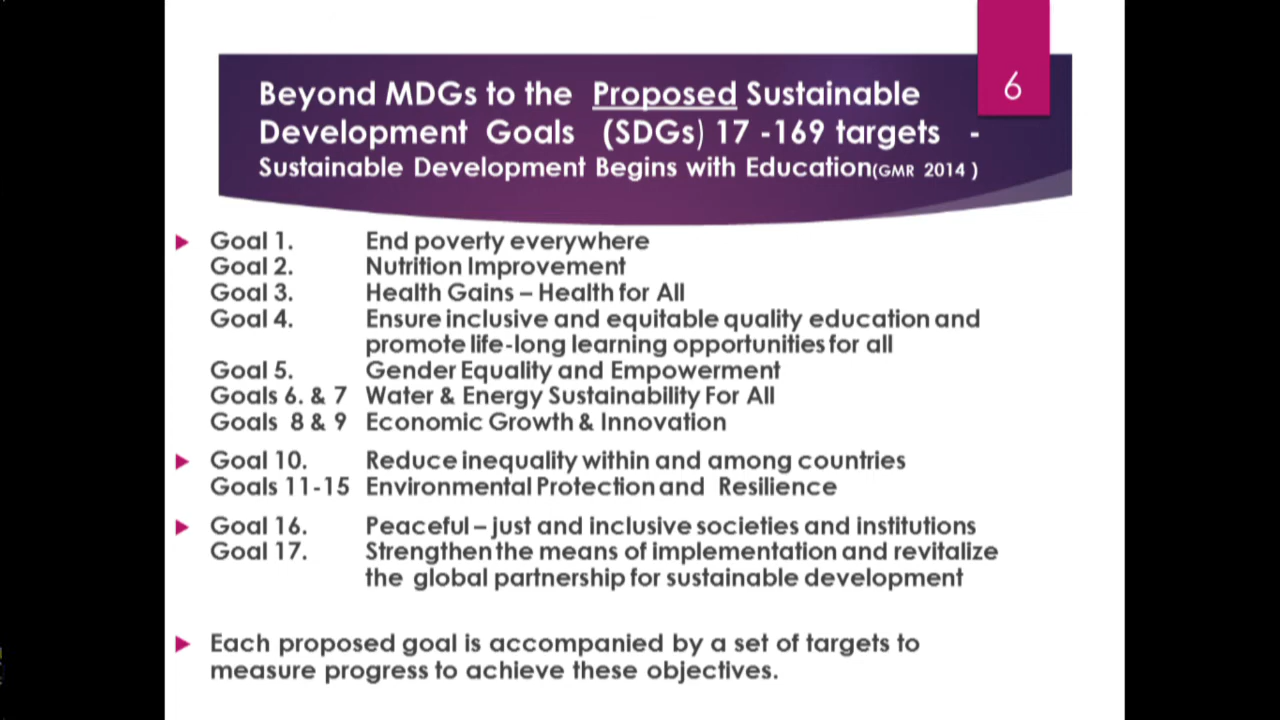 6
Beyond MDGs to the Proposed Sustainable
Development Goals (SDGs) 17 -169 targets -
Sustainable Development Begins with Education(GMR 2014 )
Goal 1. End poverty everywhere
Goal 2. Nutrition Improvement
Goal 3. Health Gains – Health for All
Goal 4. Ensure inclusive and equitable quality education and
promote life-long learning opportunities for all
Goal 5. Gender Equality and Empowerment
Goals 6. & 7 Water & Energy Sustainability For All
Goals 8 & 9 Economic Growth & Innovation
Goal 10. Reduce inequality within and among countries
Goals 11-15 Environmental Protection and Resilience
Goal 16. Peaceful – just and inclusive societies and institutions
Goal 17. Strengthen the means of implementation and revitalize
the global partnership for sustainable development
Each proposed goal is accompanied by a set of targets to
measure progress to achieve these objectives.